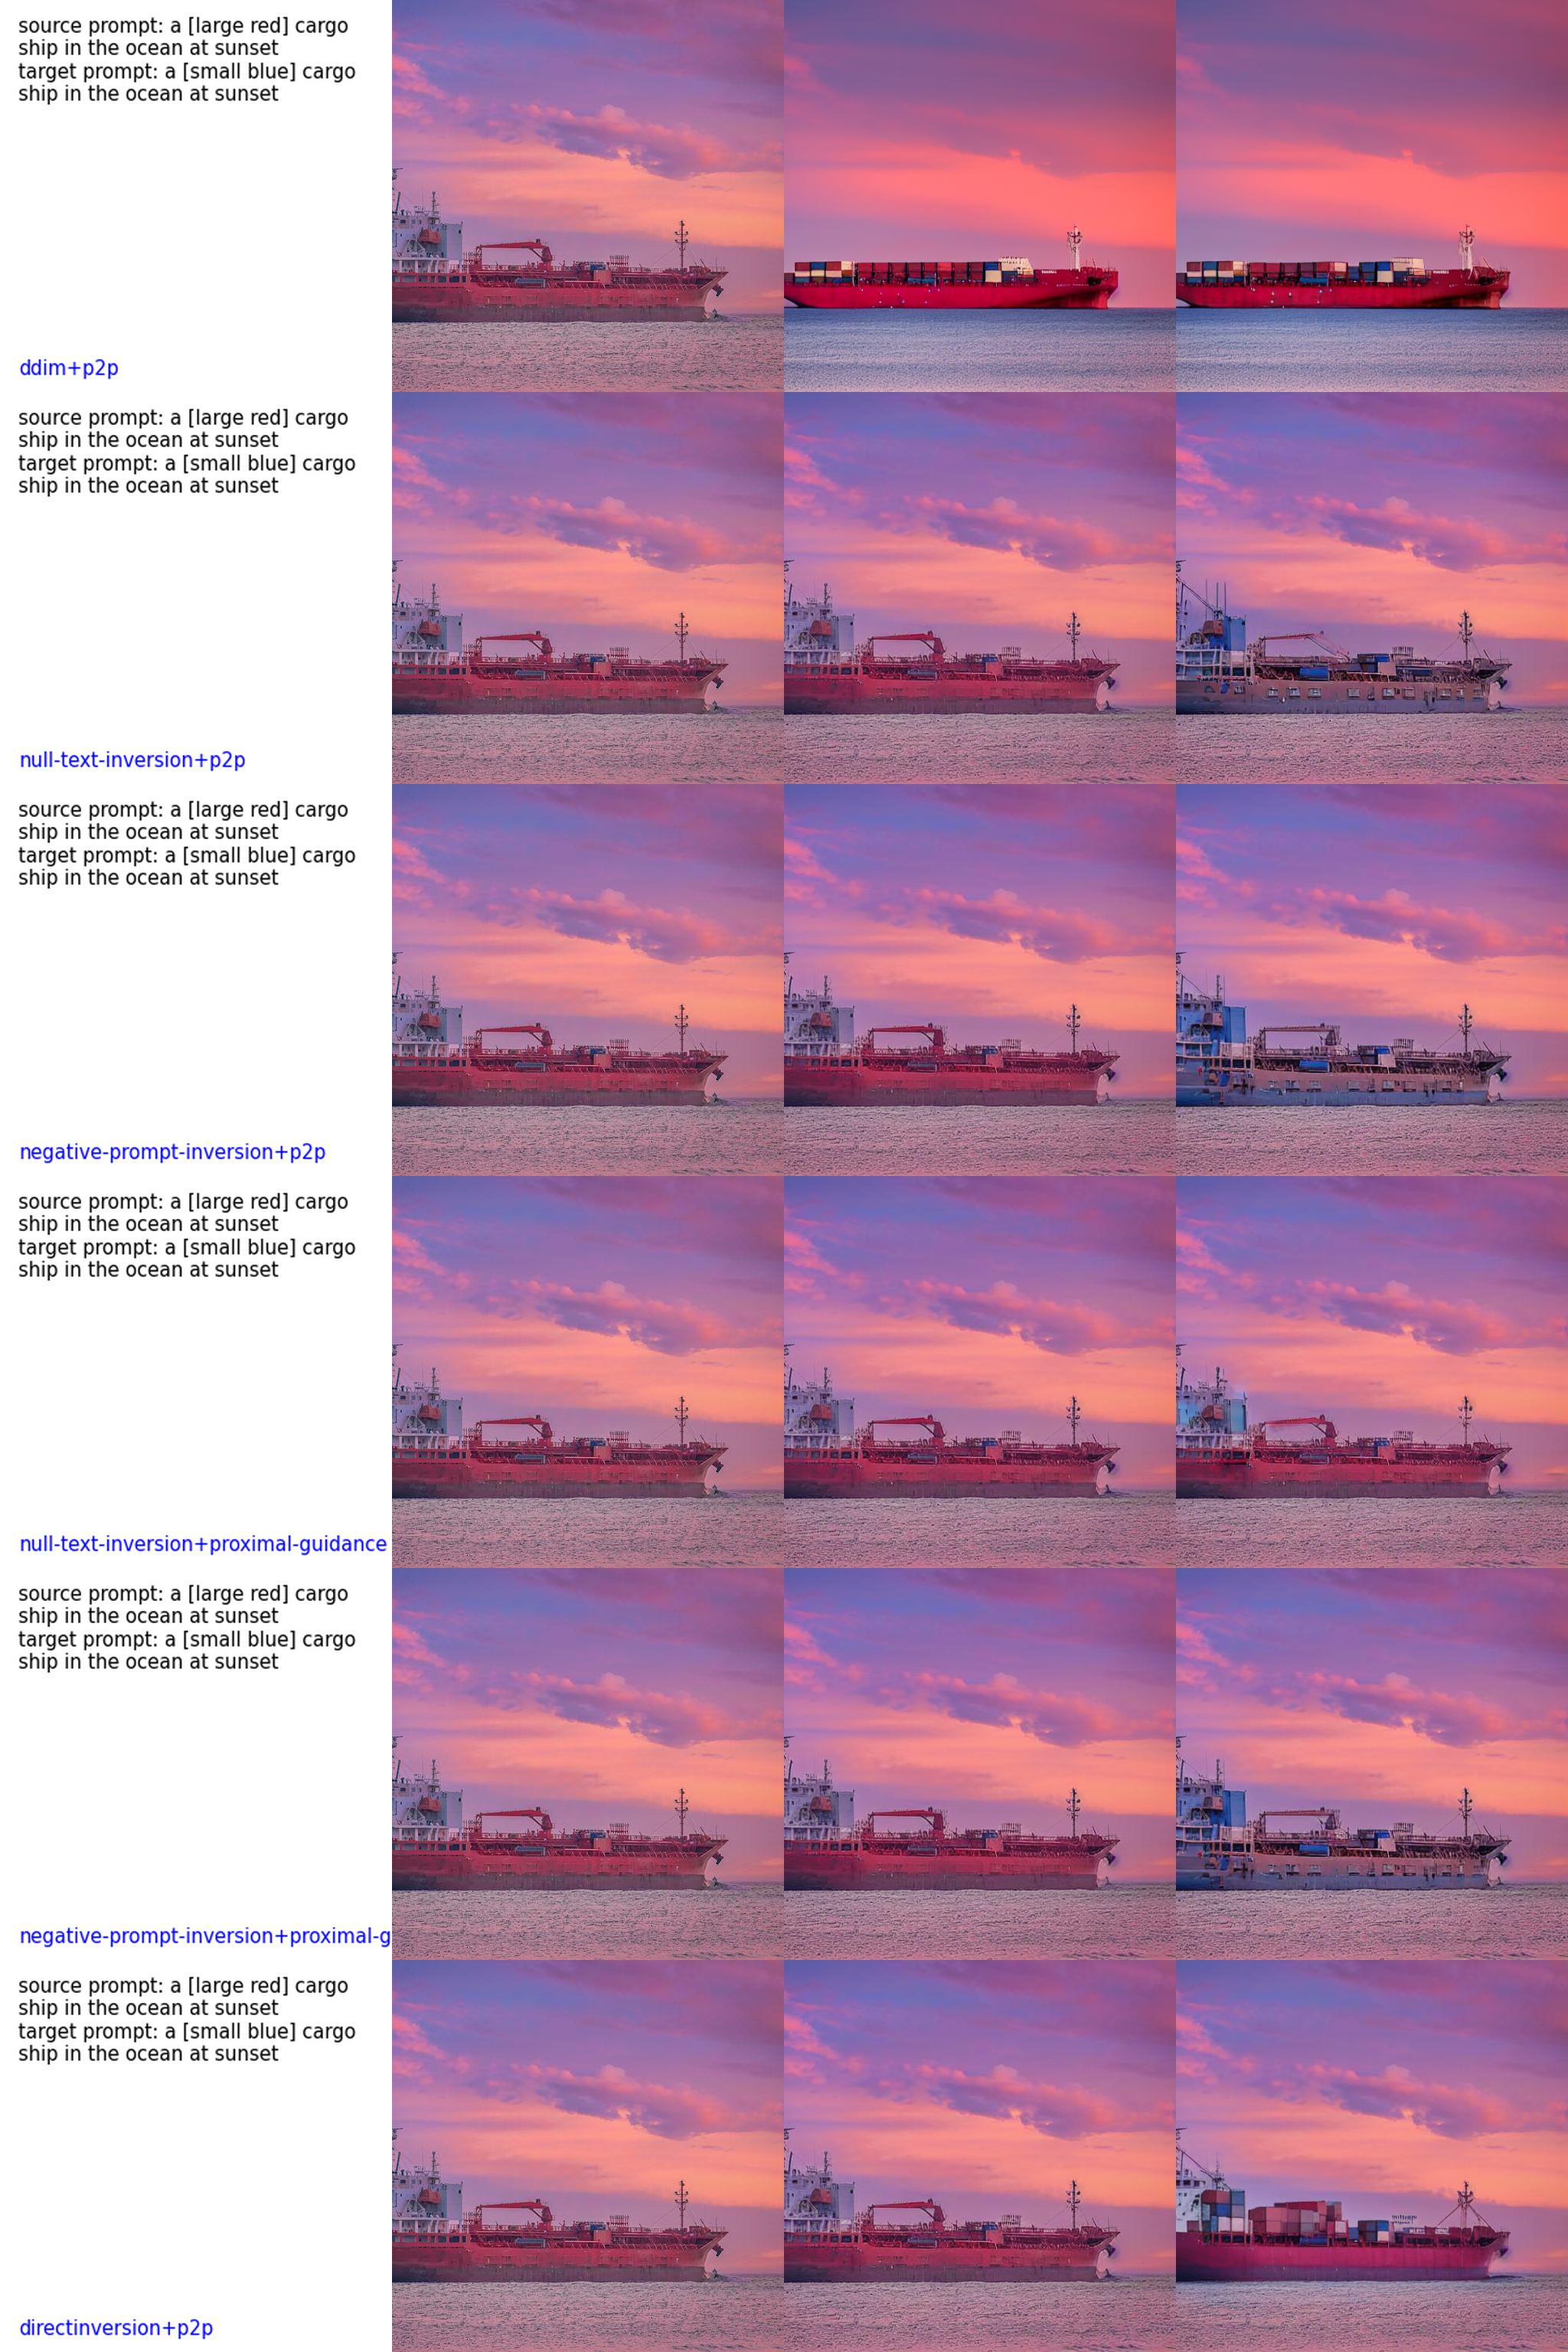 source prompt: a [large red] cargo
ship in the ocean at sunset
target prompt: a [small blue] cargo
ship in the ocean at sunset
ddim+p2p
source prompt: a [large red] cargo
ship in the ocean at sunset
target prompt: a [small blue] cargo
ship in the ocean at sunset
null-text-inversion+p2p
source prompt: a [large red] cargo
ship in the ocean at sunset
target prompt: a [small blue] cargo
ship in the ocean at sunset
negative-prompt-inversion+p2p
source prompt: a [large red] cargo
ship in the ocean at sunset
target prompt: a [small blue] cargo
ship in the ocean at sunset
null-text-inversion+proximal-guidance
source prompt: a [large red] cargo
ship in the ocean at sunset
target prompt: a [small blue] cargo
ship in the ocean at sunset
negative-prompt-inversion+proximal-g
source prompt: a [large red] cargo
ship in the ocean at sunset
target prompt: a [small blue] cargo
ship in the ocean at sunset
directinversion+p2p